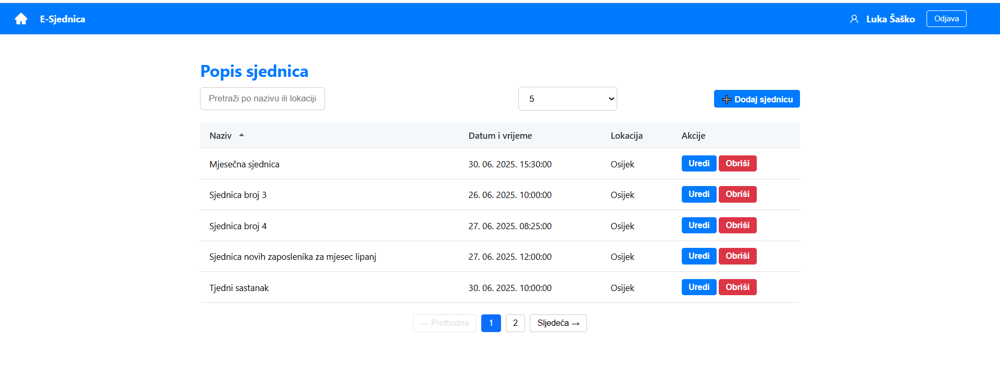 E-Sjednica Luka Šaško Odjava
Popis sjednica
Pretraži po nazivu ili lokaciji 5 ➕ Dodaj sjednicu
Naziv Datum i vrijeme Lokacija Akcije
Mjesečna sjednica 30. 06. 2025. 15:30:00 Osijek Uredi Obriši
Sjednica broj 3 26. 06. 2025. 10:00:00 Osijek Uredi Obriši
Sjednica broj 4 27. 06. 2025. 08:25:00 Osijek Uredi Obriši
Sjednica novih zaposlenika za mjesec lipanj 27. 06. 2025. 12:00:00 Osijek Uredi Obriši
Tjedni sastanak 30. 06. 2025. 10:00:00 Osijek Uredi Obriši
← Prethodna 1 2 Sljedeća →